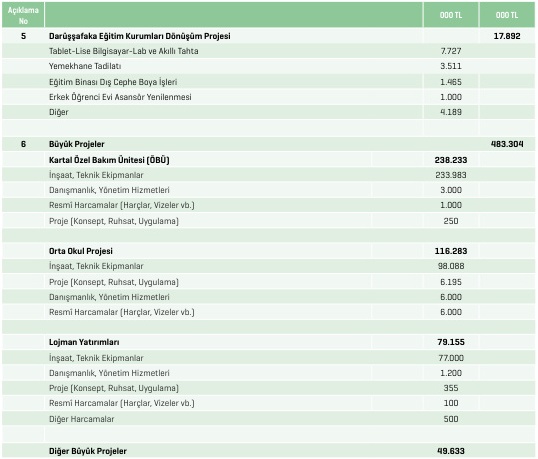 Açıklama No 000 TL 000 TL
5 Darüşşafaka Eğitim Kurumları Dönüşüm Projesi 17.892
Tablet-Lise Bilgisayar-Lab ve Akıllı Tahta 7.727
Yemekhane Tadilatı 3.511
Eğitim Binası Dış Cephe Boya İşleri 1.465
Erkek Öğrenci Evi Asansör Yenilenmesi 1.000
Diğer 4.189
6 Büyük Projeler 483.304
Kartal Özel Bakım Ünitesi (ÖBÜ) 238.233
İnşaat, Teknik Ekipmanlar 233.983
Danışmanlık, Yönetim Hizmetleri 3.000
Resmî Harcamalar (Harçlar, Vizeler vb.) 1.000
Proje (Konsept, Ruhsat, Uygulama) 250
Orta Okul Projesi 116.283
İnşaat, Teknik Ekipmanlar 98.088
Proje (Konsept, Ruhsat, Uygulama) 6.195
Danışmanlık, Yönetim Hizmetleri 6.000
Resmî Harcamalar (Harçlar, Vizeler vb.) 6.000
Lojman Yatırımları 79.155
İnşaat, Teknik Ekipmanlar 77.000
Danışmanlık, Yönetim Hizmetleri 1.200
Proje (Konsept, Ruhsat, Uygulama) 355
Resmî Harcamalar (Harçlar, Vizeler vb.) 100
Diğer Harcamalar 500
Diğer Büyük Projeler 49.633